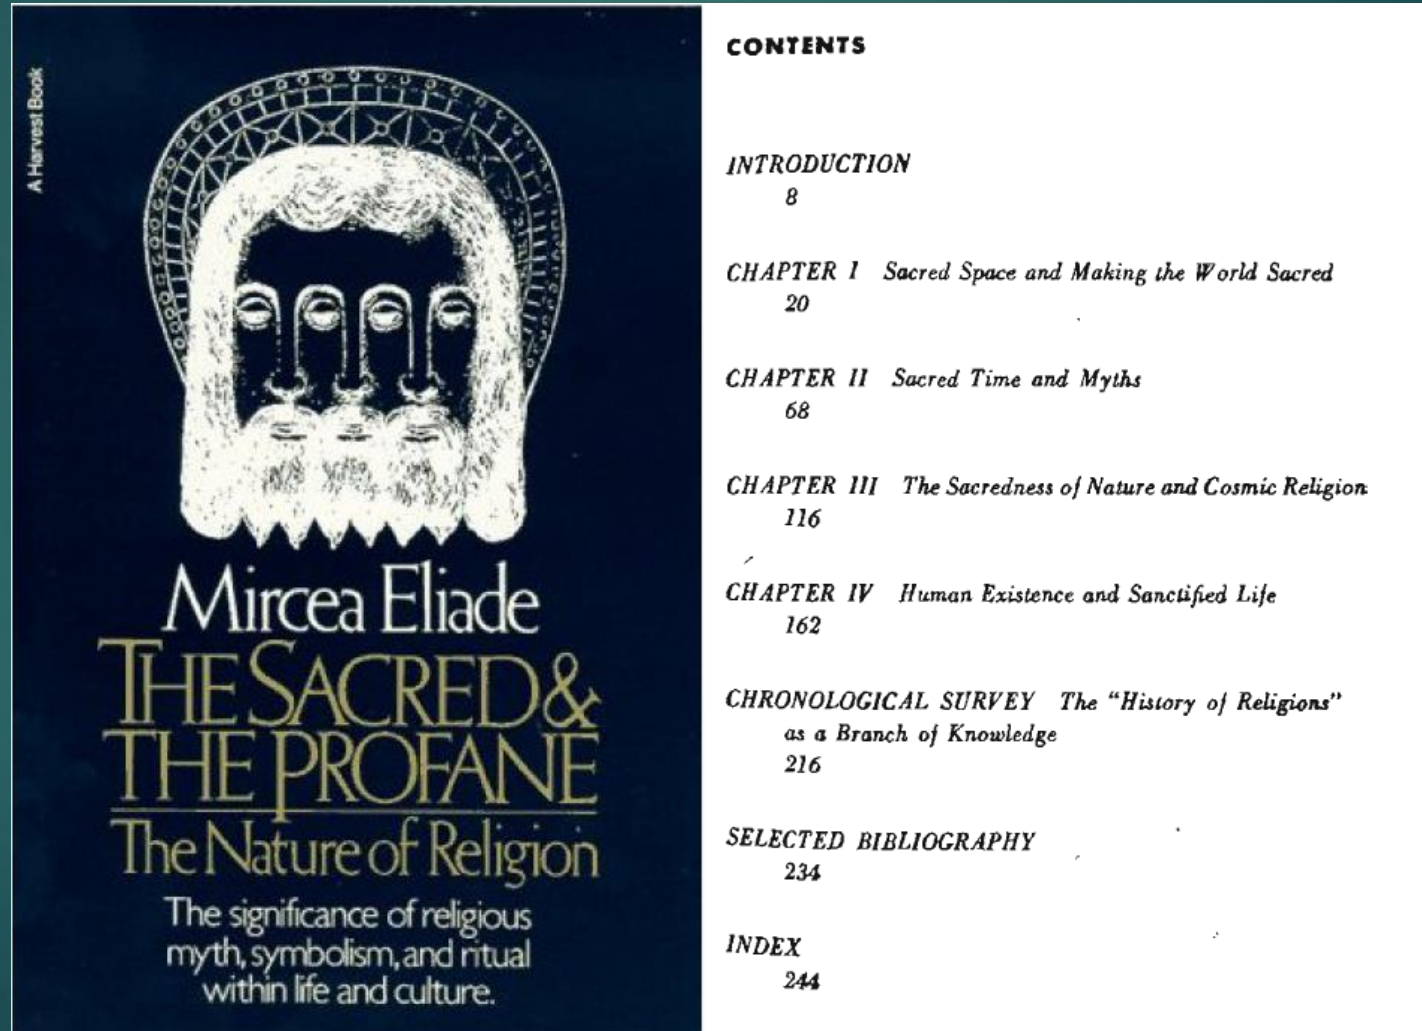 A Harvest Book
Mircea Eliade
THE SACRED &
THE PROFANE
The Nature of Religion
The significance of religious
myth, symbolism, and ritual
within life and culture.
CONTENTS
INTRODUCTION
8
CHAPTER I Sacred Space and Making the World Sacred
20
CHAPTER II Sacred Time and Myths
68
CHAPTER III The Sacredness of Nature and Cosmic Religion
116
CHAPTER IV Human Existence and Sanctified Life
162
CHRONOLOGICAL SURVEY The “History of Religions”
as a Branch of Knowledge
216
SELECTED BIBLIOGRAPHY
234
INDEX
244